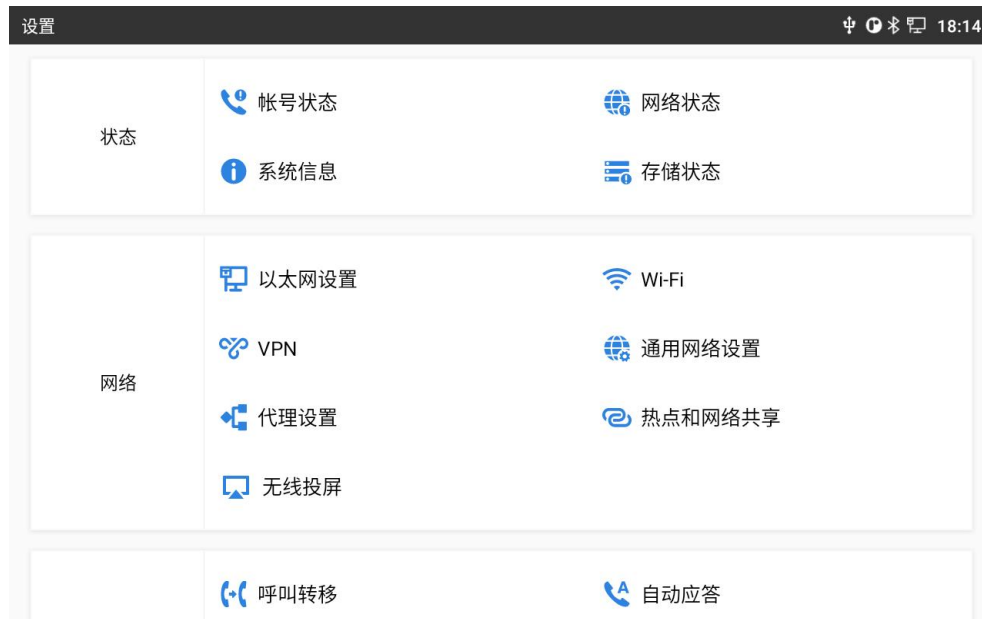 设置 18:14
帐号状态 网络状态
状态
系统信息 存储状态
以太网设置 Wi-Fi
VPN 通用网络设置
网络
代理设置 热点和网络共享
无线投屏
呼叫转移 自动应答